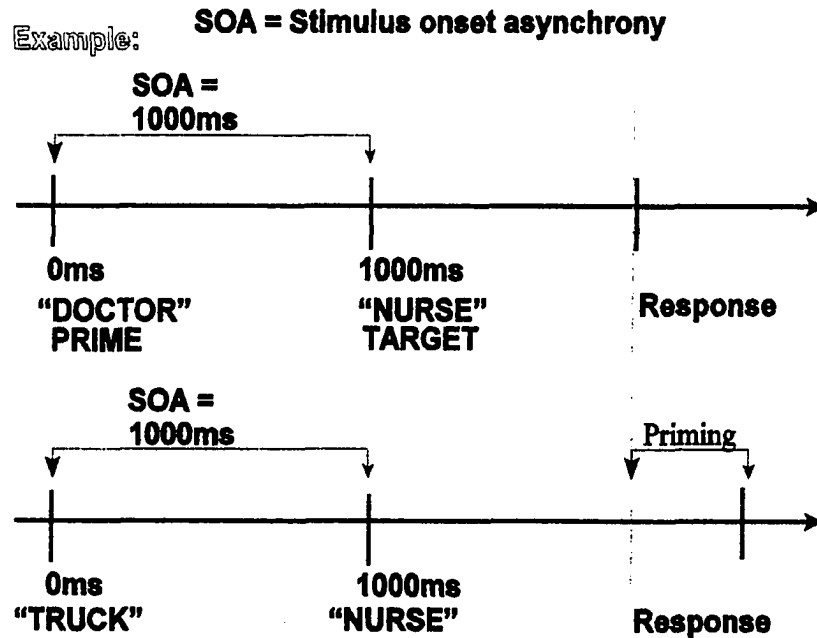 SOA = Stimulus onset asynchrony
Example:
SOA =
1000ms
0ms 1000ms
"DOCTOR" "NURSE" Response
PRIME TARGET
SOA =
1000ms
Priming
0ms 1000ms
"TRUCK" "NURSE" Response